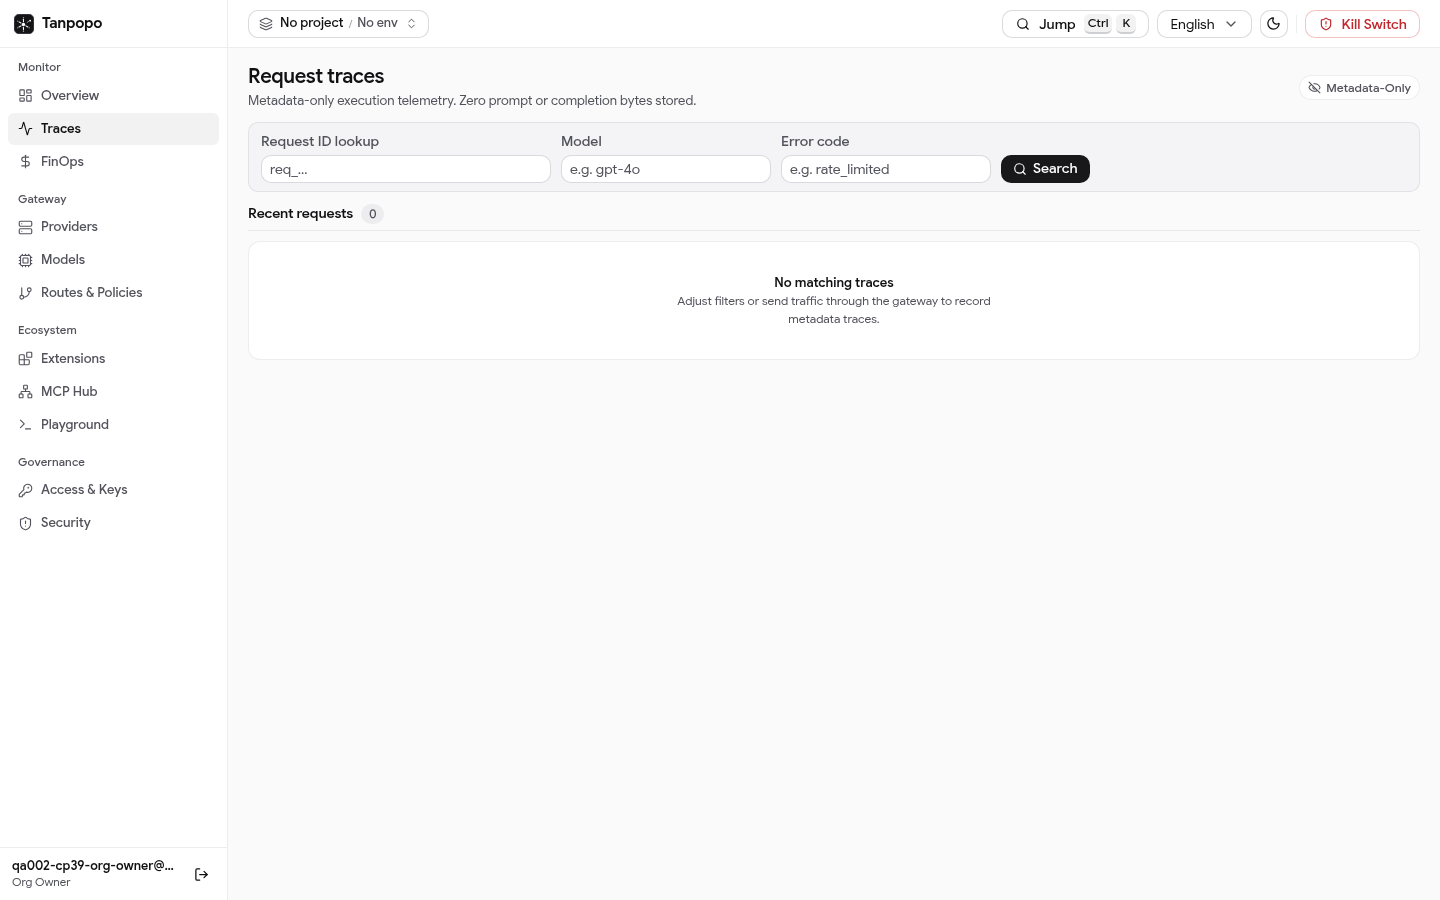 Tanpopo
No project / No env
Jump Ctrl K
English
Kill Switch
Monitor
Overview
Traces
FinOps
Gateway
Providers
Models
Routes & Policies
Ecosystem
Extensions
MCP Hub
Playground
Governance
Access & Keys
Security
qa002-cp39-org-owner@...
Org Owner
Request traces
Metadata-only execution telemetry. Zero prompt or completion bytes stored.
Metadata-Only
Request ID lookup
req_...
Model
e.g. gpt-4o
Error code
e.g. rate_limited
Search
Recent requests 0
No matching traces
Adjust filters or send traffic through the gateway to record
metadata traces.